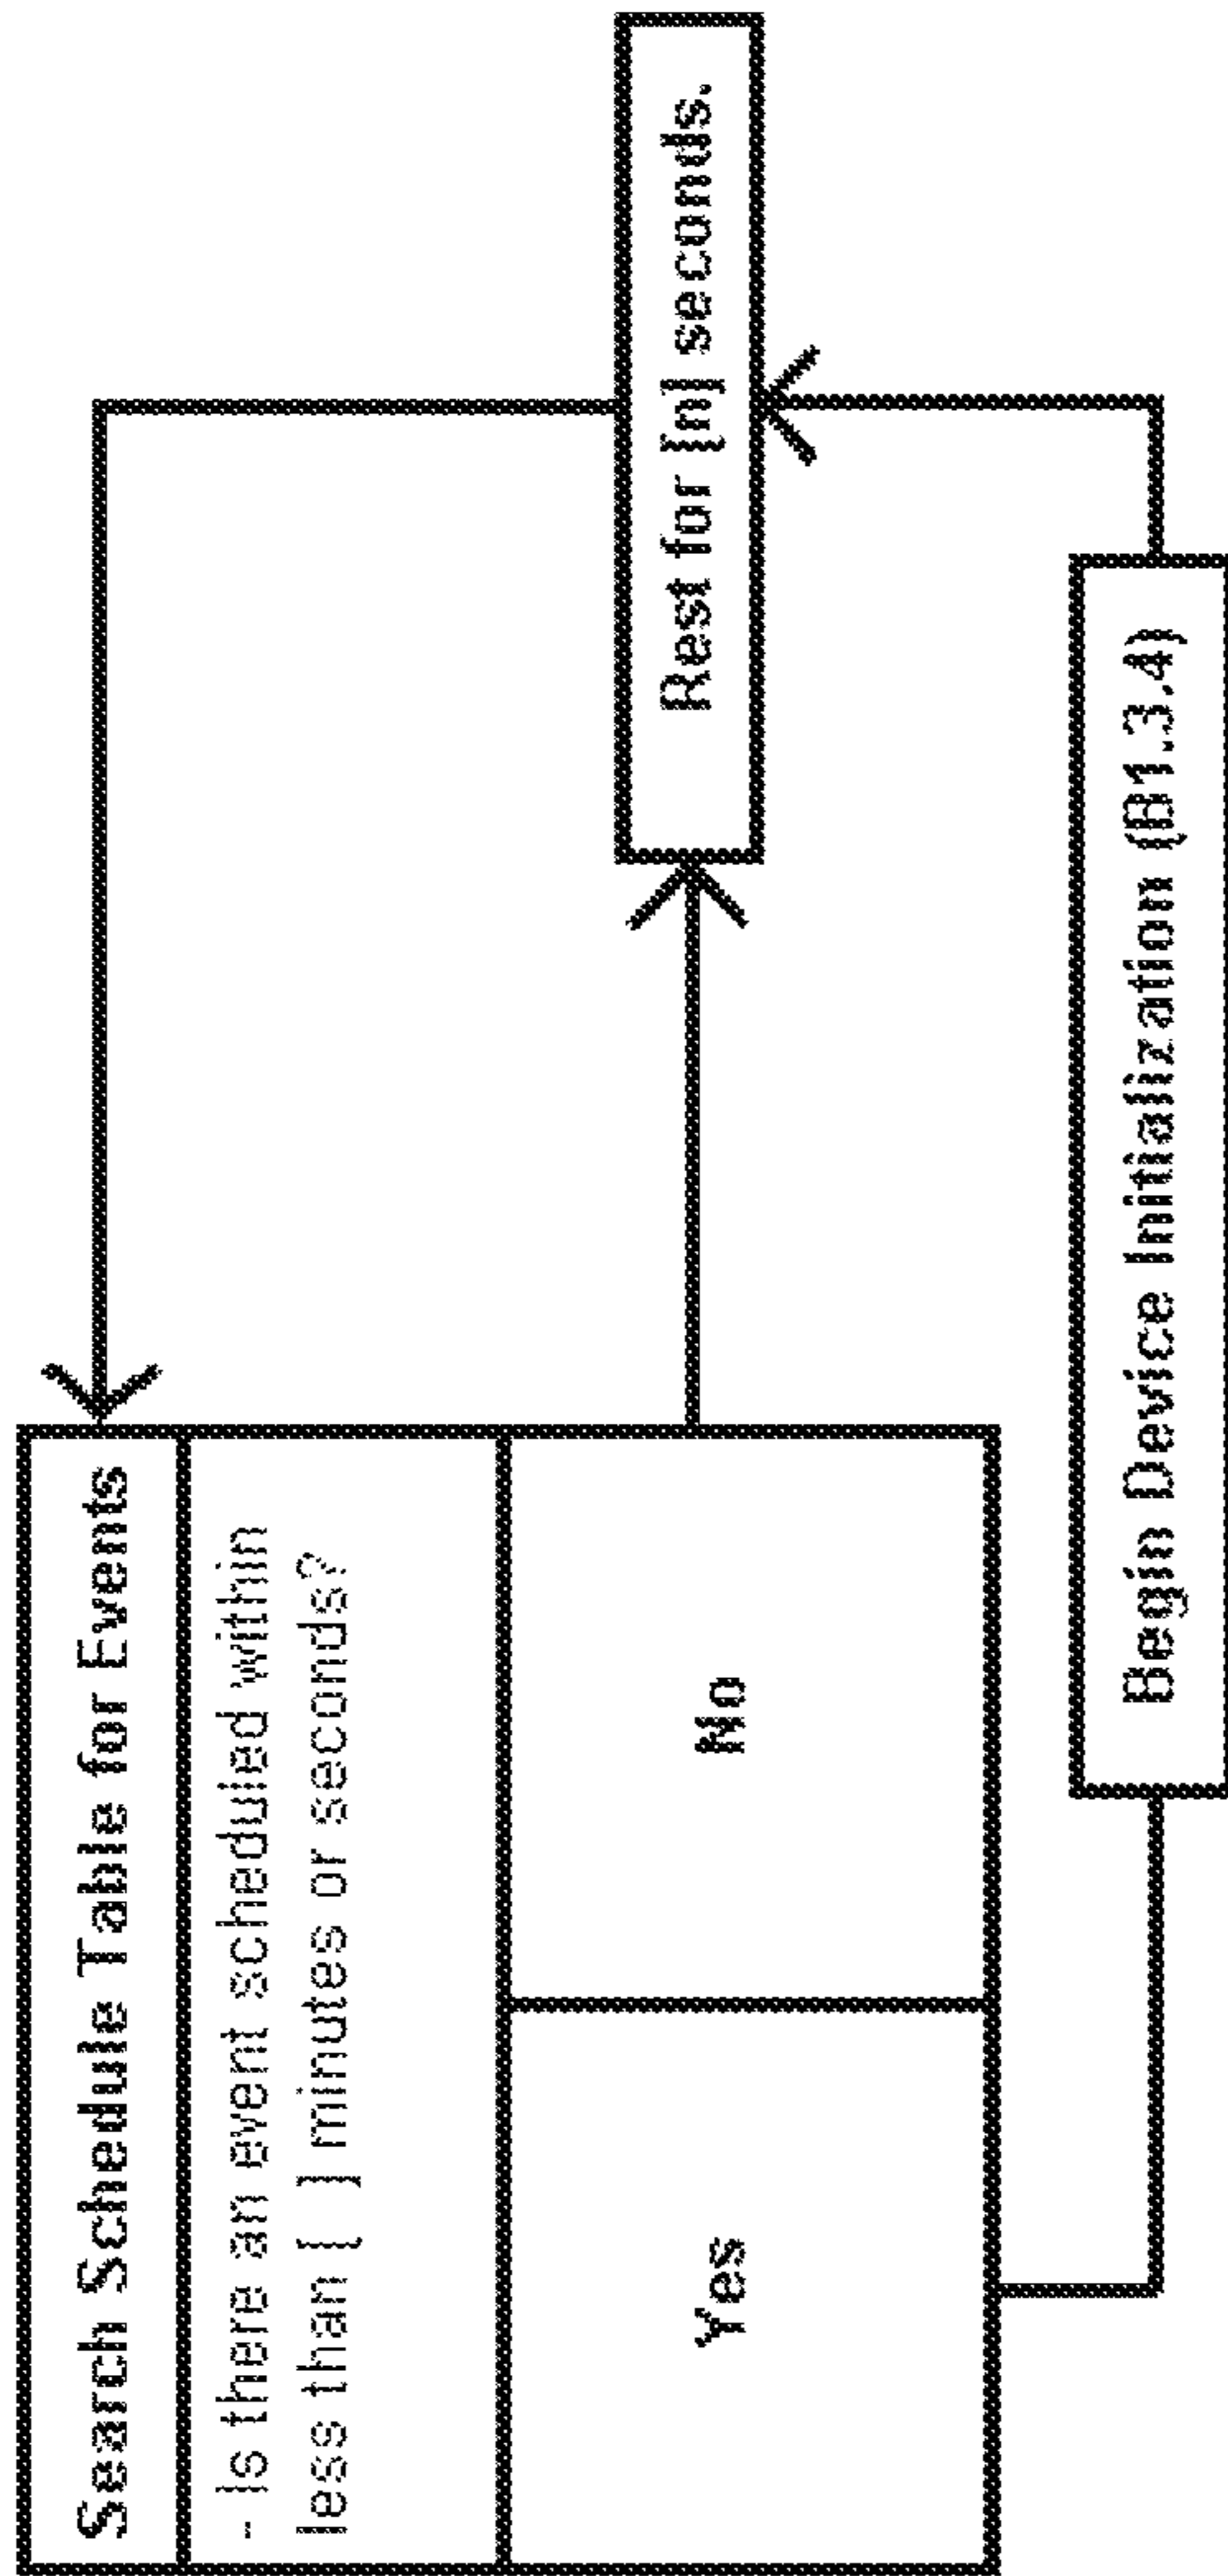 Search Schedule Table for Events
- Is there an event scheduled within
less than [ ] minutes or seconds?
Yes
No
Rest for [n] seconds.
Begin Device Initialization (B1.3.4)